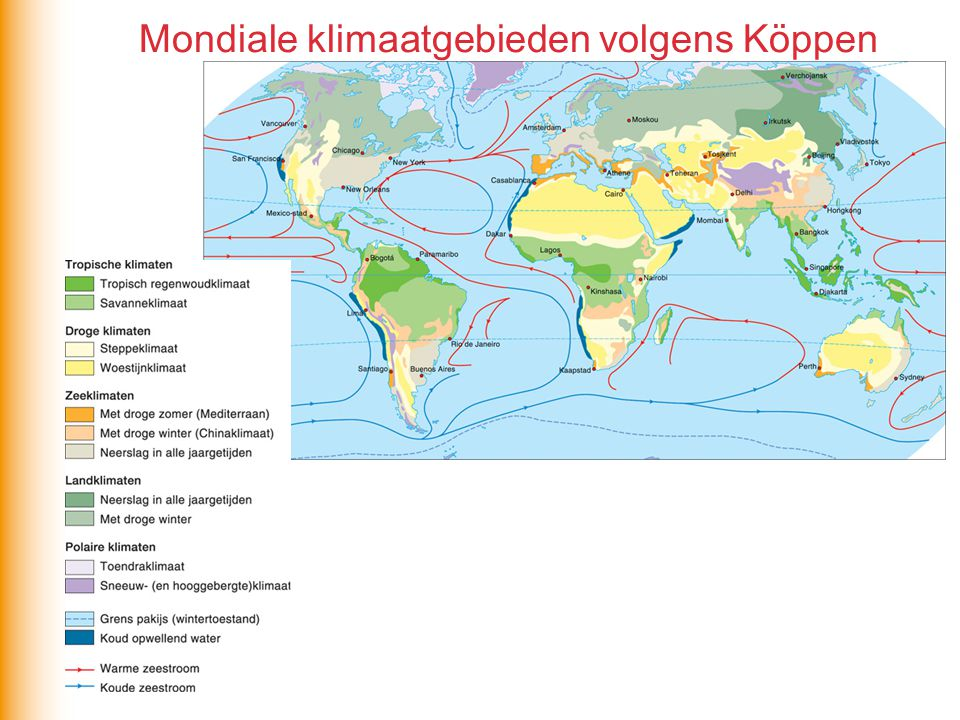 Mondiale klimaatgebieden volgens Köppen
Verchojansk
Vancouver
Amsterdam
Moskou
Irkutsk
Vladivostok
Chicago
New York
San Francisco
Tasjkent
Beijing
Tokyo
Athene
Teheran
Casablanca
New Orleans
Cairo
Delhi
Mexico-stad
Hongkong
Mombai
Dakar
Bangkok
Lagos
Bogotá
Paramaribo
Nairobi
Singapore
Kinshasa
Djakarta
Lima
Rio de Janeiro
Santiago
Buenos Aires
Kaapstad
Perth
Sydney
Tropische klimaten
Tropisch regenwoudklimaat
Savanneklimaat
Droge klimaten
Steppeklimaat
Woestijnklimaat
Zeeklimaten
Met droge zomer (Mediterraan)
Met droge winter (Chinaklimaat)
Neerslag in alle jaargetijden
Landklimaten
Neerslag in alle jaargetijden
Met droge winter
Polaire klimaten
Toendraklimaat
Sneeuw- (en hooggebergte)klimaat
Grens pakijs (wintertoestand)
Koud opwellend water
Warme zeestroom
Koude zeestroom